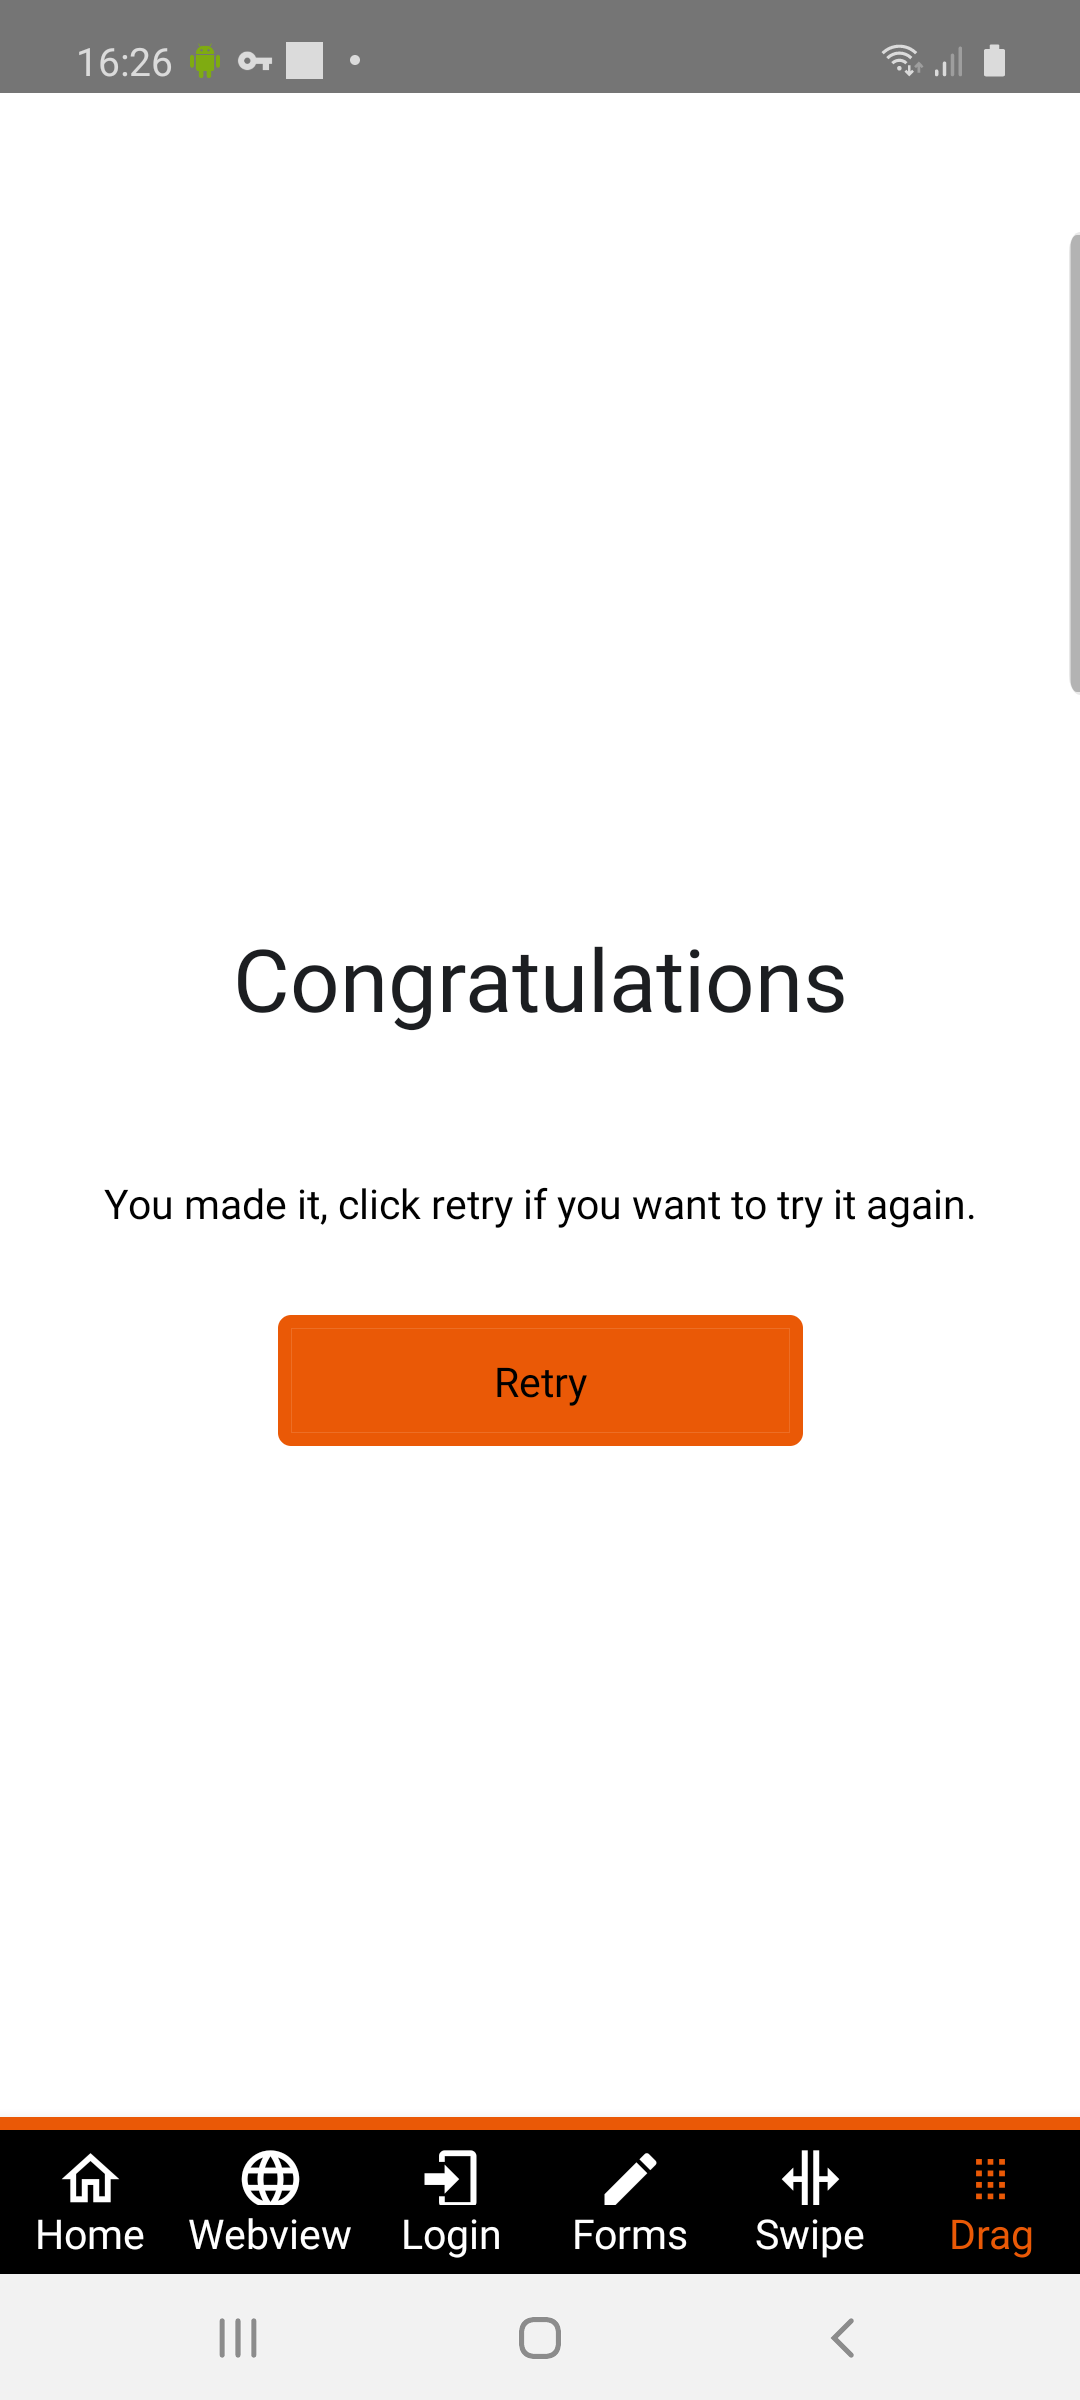 16:26
Congratulations
You made it, click retry if you want to try it again.
Retry
Home Webview Login Forms Swipe Drag